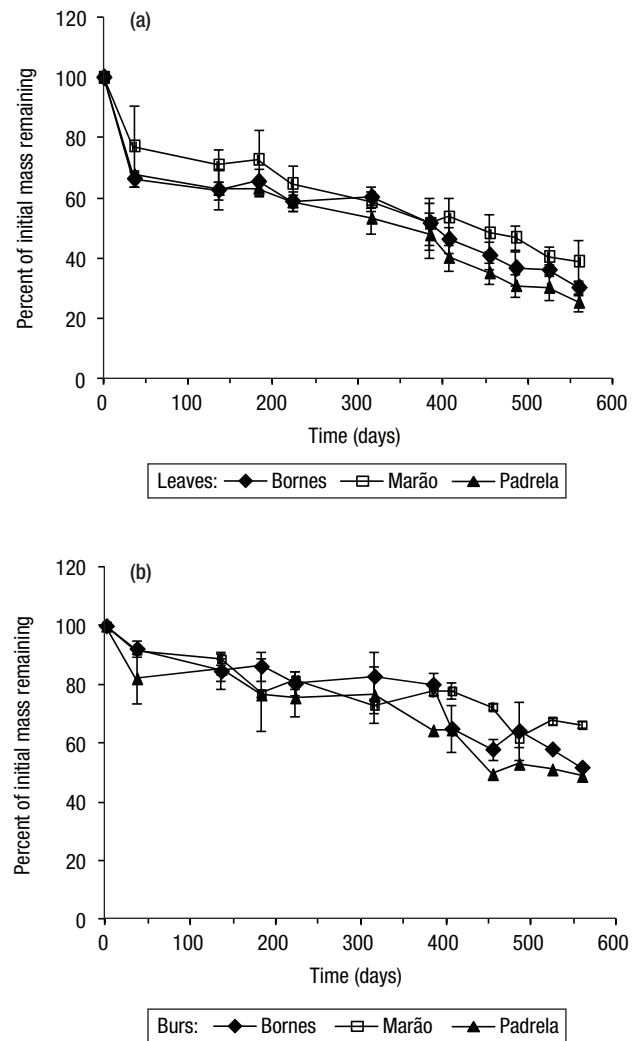 (a)
Percent of initial mass remaining
120
100
80
60
40
20
0
0 100 200 300 400 500 600
Time (days)
Leaves: Bornes Marão Padrela
(b)
Percent of initial mass remaining
120
100
80
60
40
20
0
0 100 200 300 400 500 600
Time (days)
Burs: Bornes Marão Padrela